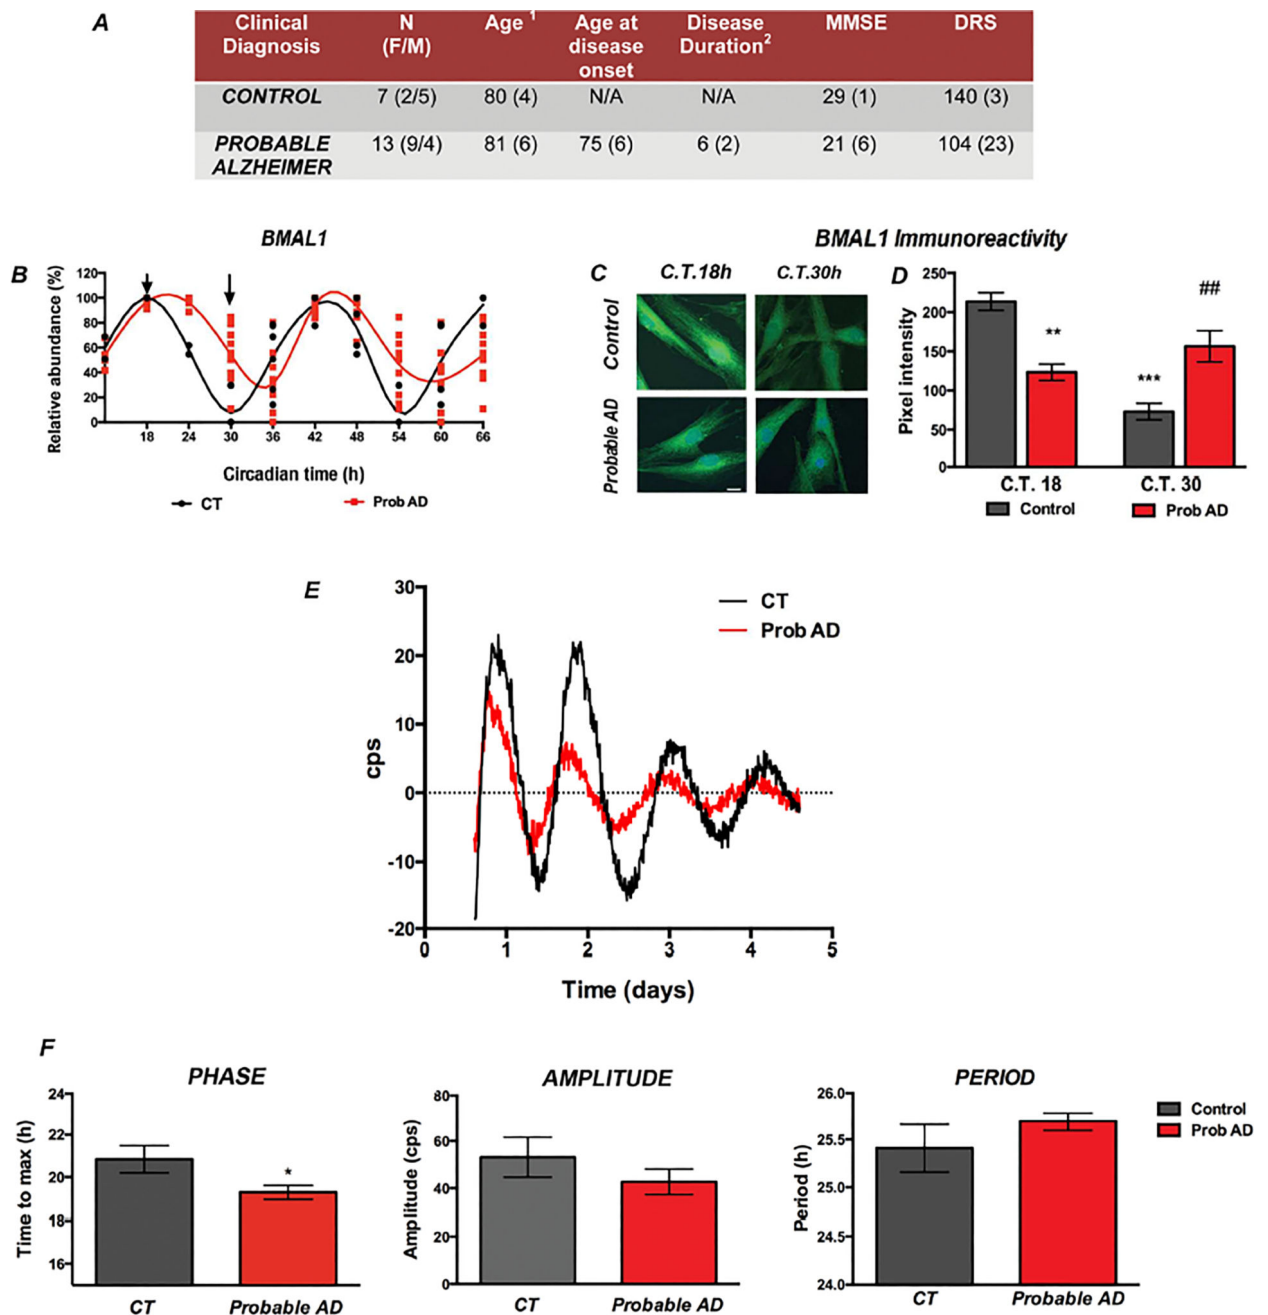 A
Clinical Diagnosis N (F/M) Age 1 Age at disease onset Disease Duration2 MMSE DRS
CONTROL 7 (2/5) 80 (4) N/A N/A 29 (1) 140 (3)
PROBABLE ALZHEIMER 13 (9/4) 81 (6) 75 (6) 6 (2) 21 (6) 104 (23)
BMAL1
B
Relative abundance (%)
120
100
80
60
40
20
0
18 24 30 36 42 48 54 60 66
Circadian time (h)
CT Prob AD
BMAL1 Immunoreactivity
C
C.T.18h C.T.30h
Control
Probable AD
D
Pixel intensity
250
200
150
100
50
0
**
***
##
C.T. 18 C.T. 30
Control Prob AD
E
cps
30
20
10
0
-10
-20
0 1 2 3 4 5
Time (days)
CT
Prob AD
F
PHASE
Time to max (h)
24
22
20
18
16
*
CT Probable AD
AMPLITUDE
Amplitude (cps)
80
60
40
20
0
CT Probable AD
PERIOD
Period (h)
26.0
25.5
25.0
24.5
24.0
CT Probable AD
Control
Prob AD